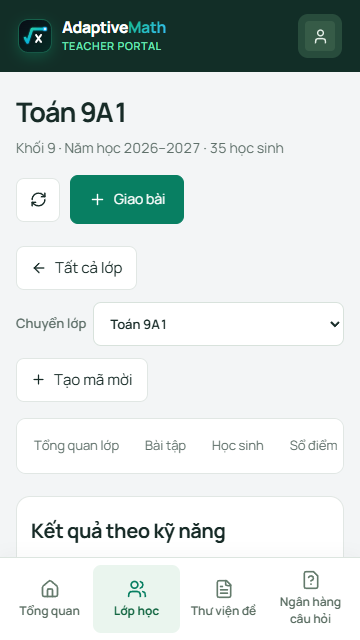 AdaptiveMath
TEACHER PORTAL
Toán 9A1
Khối 9 · Năm học 2026–2027 · 35 học sinh
Giao bài
Tất cả lớp
Chuyển lớp
Toán 9A1
Tạo mã mời
Tổng quan lớp Bài tập Học sinh Sổ điểm
Kết quả theo kỹ năng
Tổng quan Lớp học Thư viện đề Ngân hàng
câu hỏi